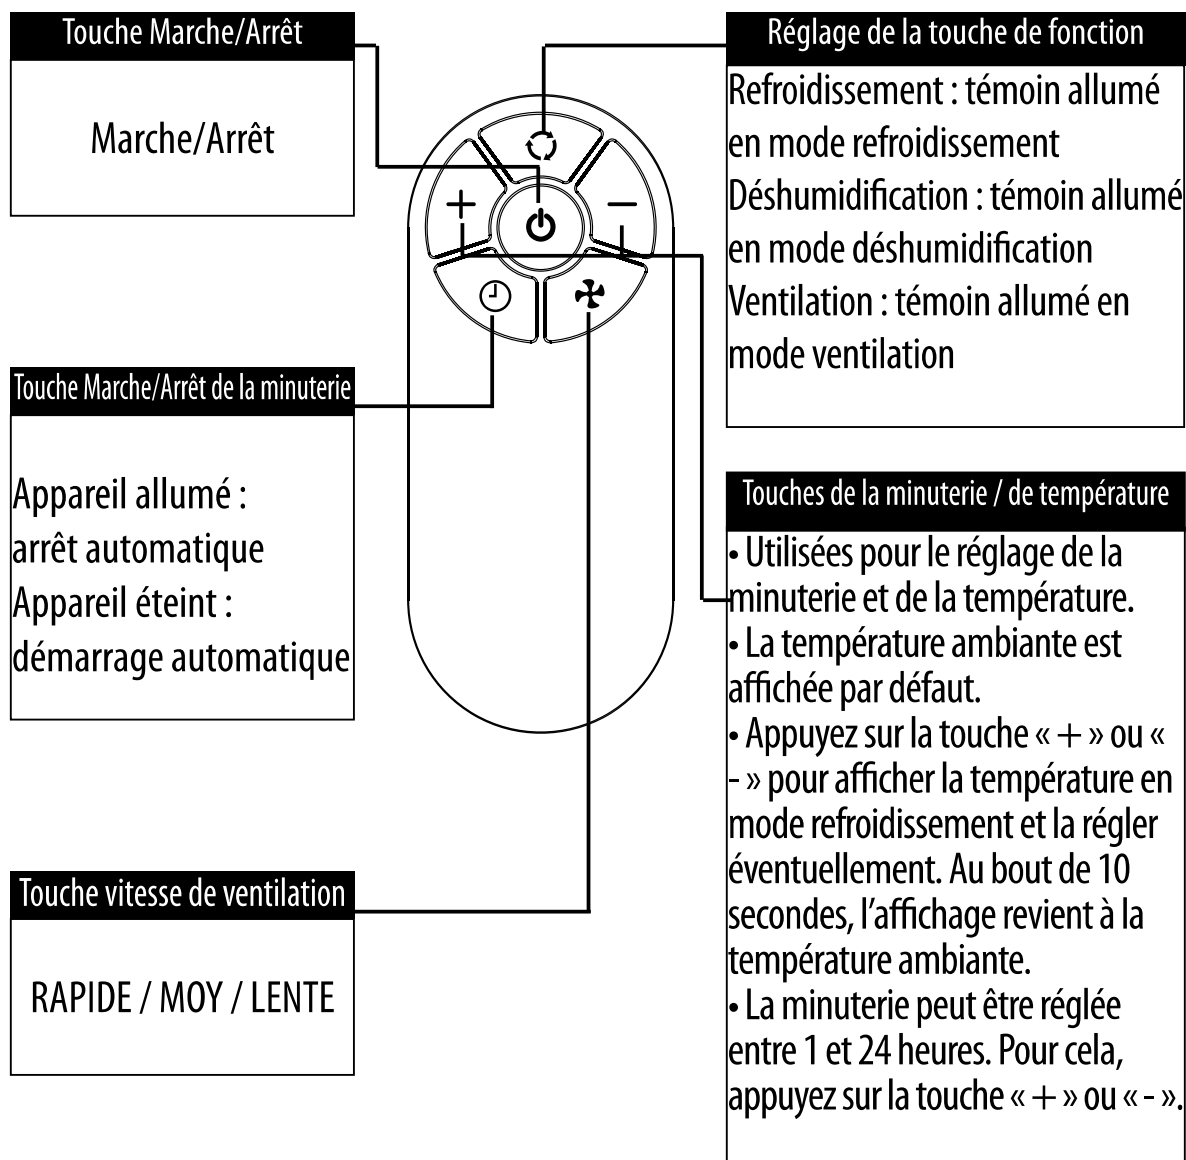 Touche Marche/Arrêt
Marche/Arrêt
Réglage de la touche de fonction
Refroidissement : témoin allumé
en mode refroidissement
Déshumidification : témoin allumé
en mode déshumidification
Ventilation : témoin allumé en
mode ventilation
Touche Marche/Arrêt de la minuterie
Appareil allumé :
arrêt automatique
Appareil éteint :
démarrage automatique
Touches de la minuterie / de température
• Utilisées pour le réglage de la
minuterie et de la température.
• La température ambiante est
affichée par défaut.
• Appuyez sur la touche « + » ou «
- » pour afficher la température en
mode refroidissement et la régler
éventuellement. Au bout de 10
secondes, l'affichage revient à la
température ambiante.
• La minuterie peut être réglée
entre 1 et 24 heures. Pour cela,
appuyez sur la touche « + » ou « - ».
Touche vitesse de ventilation
RAPIDE / MOY / LENTE